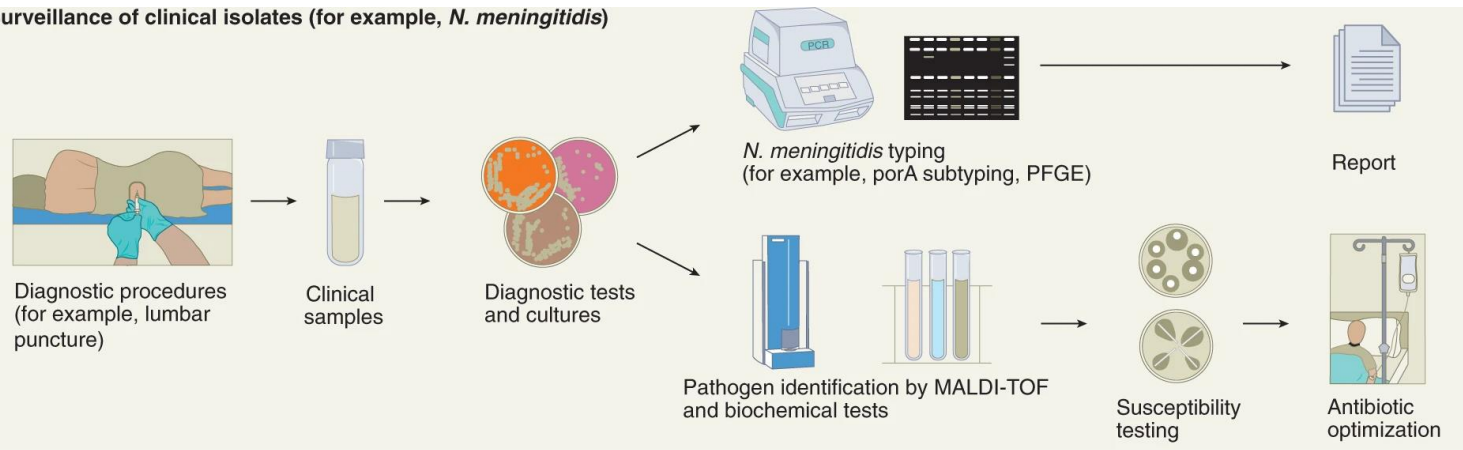 urveillance of clinical isolates (for example, N. meningitidis)
PCR
N. meningitidis typing
(for example, porA subtyping, PFGE)
Report
Diagnostic procedures
(for example, lumbar
puncture)
Clinical
samples
Diagnostic tests
and cultures
Pathogen identification by MALDI-TOF
and biochemical tests
Susceptibility
testing
Antibiotic
optimization